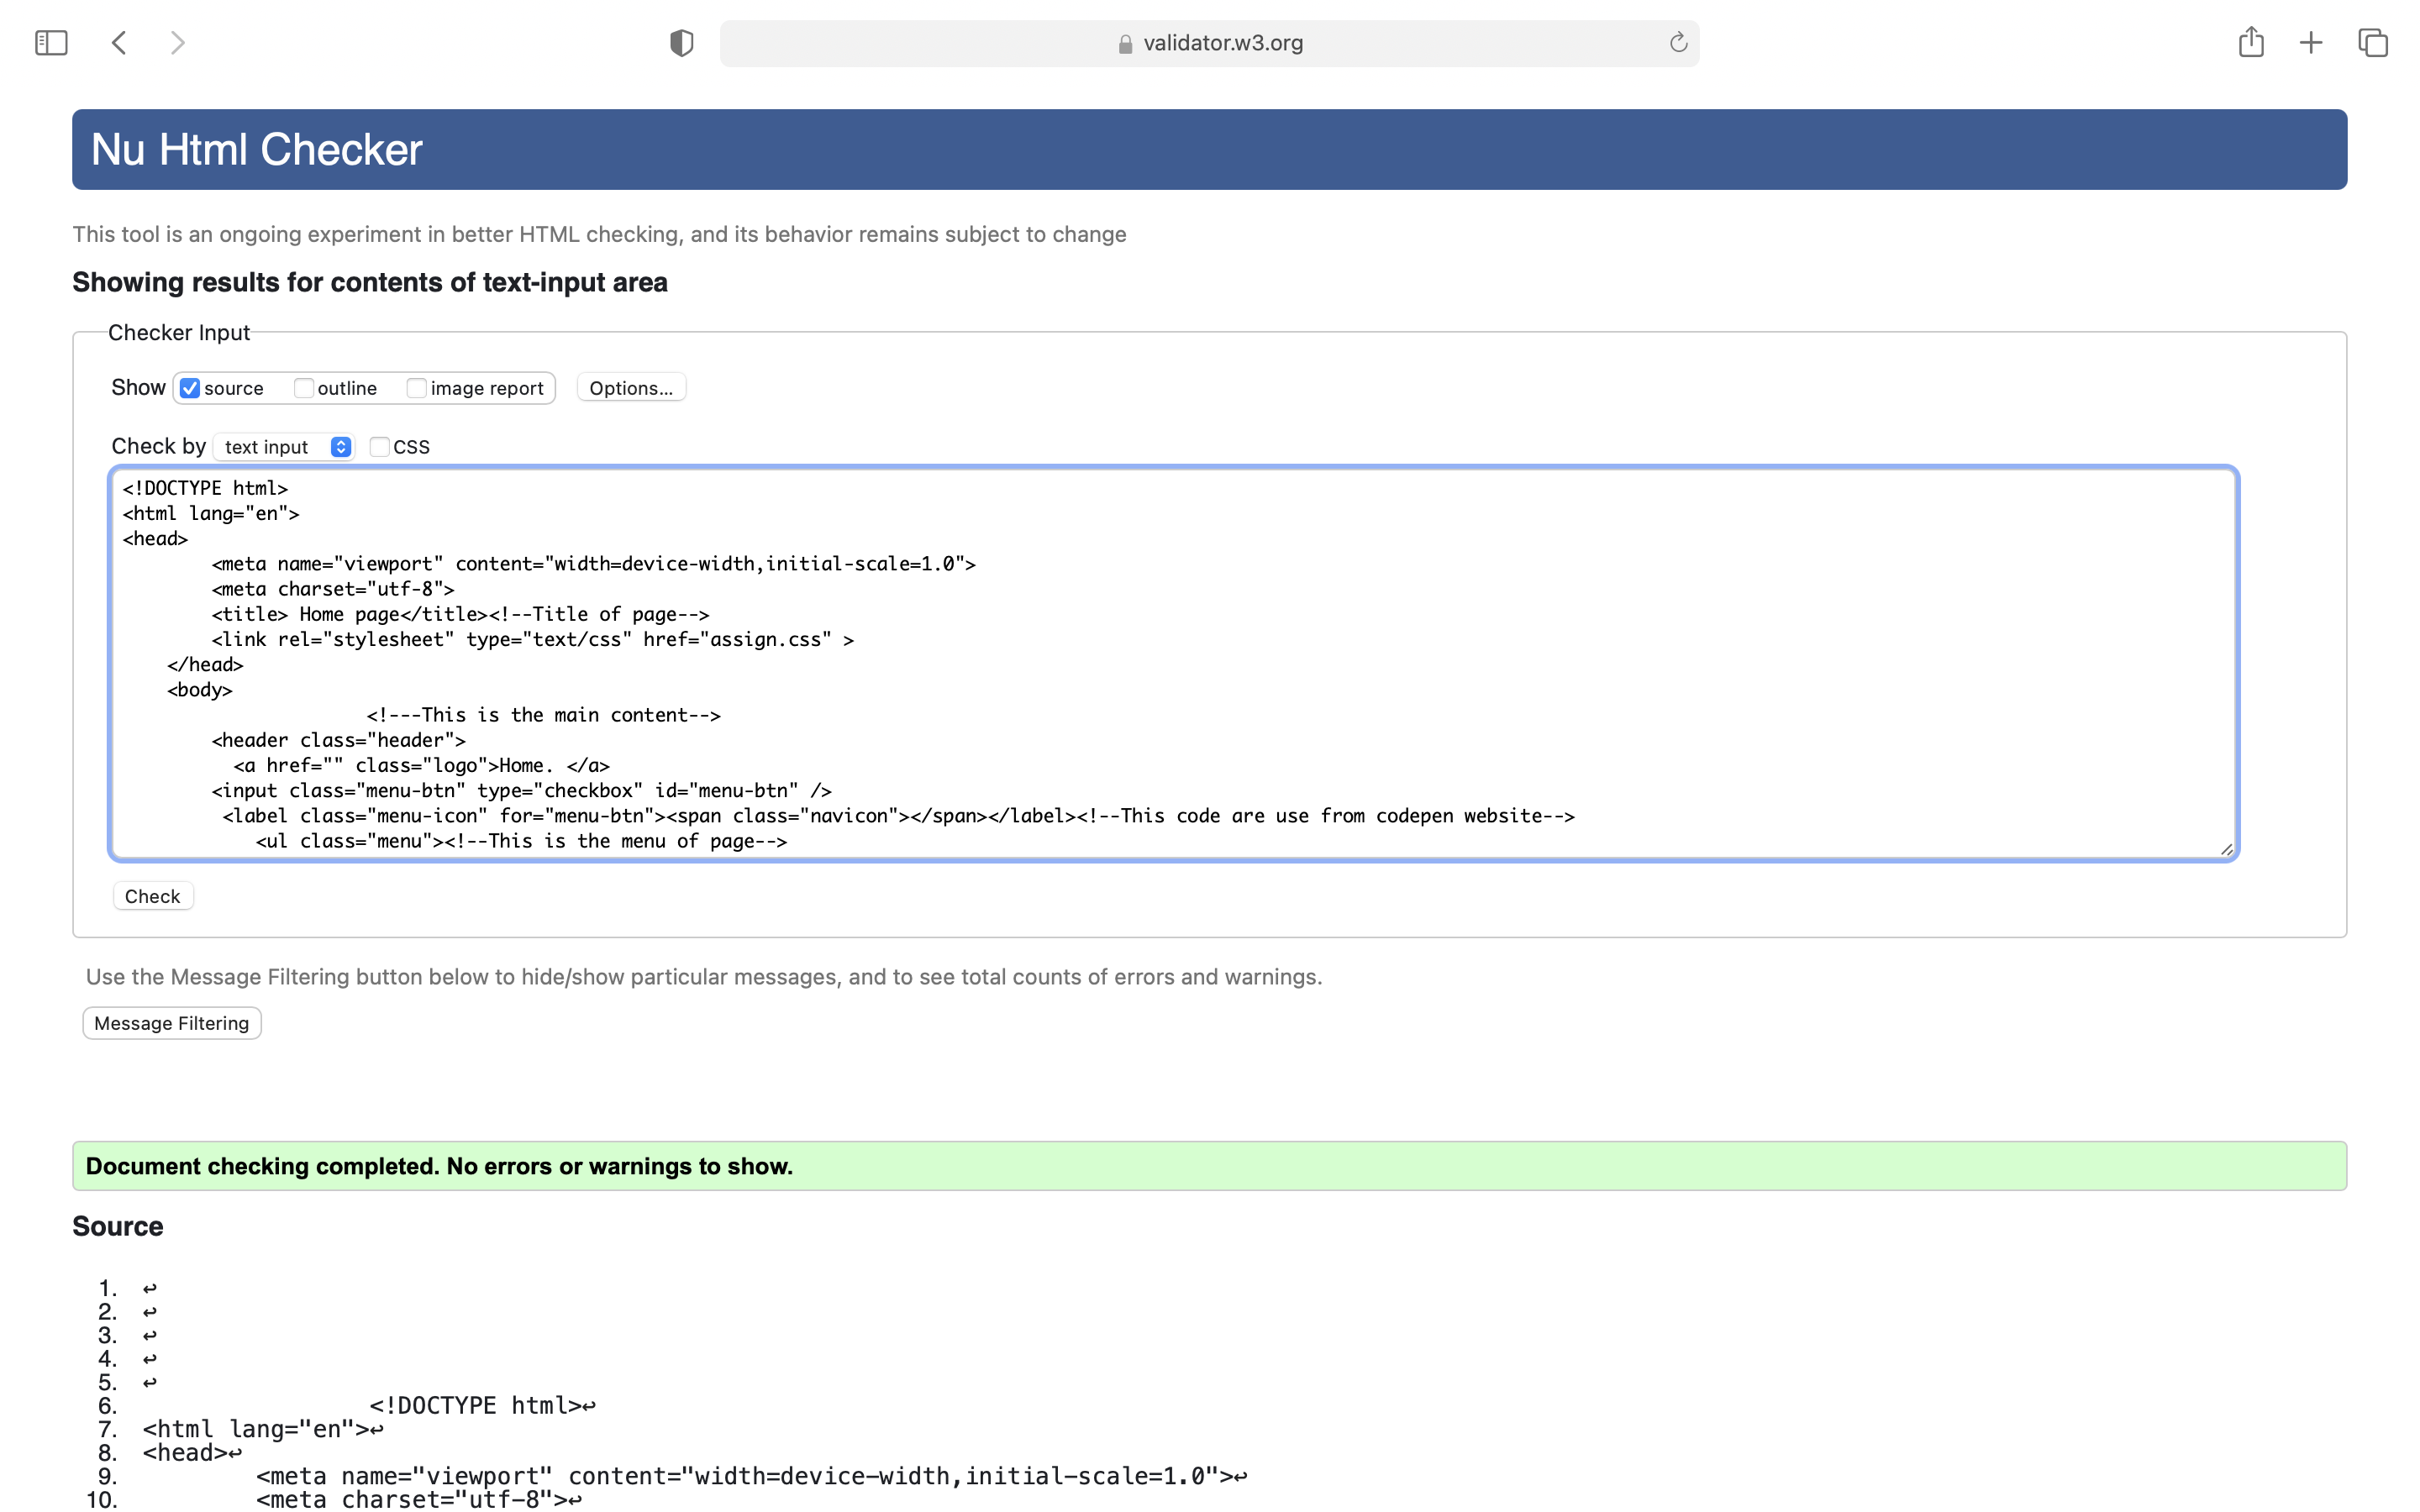 validator.w3.org
Nu Html Checker
This tool is an ongoing experiment in better HTML checking, and its behavior remains subject to change
Showing results for contents of text-input area
Checker Input
Show source outline image report Options...
Check by text input CSS
<!DOCTYPE html>
<html lang="en">
<head>
        <meta name="viewport" content="width=device-width,initial-scale=1.0">
        <meta charset="utf-8">
        <title> Home page</title><!--Title of page-->
        <link rel="stylesheet" type="text/css" href="assign.css" >
    </head>
    <body>
                      <!---This is the main content-->
        <header class="header">
          <a href="" class="logo">Home. </a>
        <input class="menu-btn" type="checkbox" id="menu-btn" />
         <label class="menu-icon" for="menu-btn"><span class="navicon"></span></label><!--This code are use from codepen website-->
            <ul class="menu"><!--This is the menu of page-->
Check
Use the Message Filtering button below to hide/show particular messages, and to see total counts of errors and warnings.
Message Filtering
Document checking completed. No errors or warnings to show.
Source
1. ↩
2. ↩
3. ↩
4. ↩
5. ↩
6.                 <!DOCTYPE html>↩
7. <html lang="en">↩
8. <head>↩
9.         <meta name="viewport" content="width=device-width,initial-scale=1.0">↩
10.         <meta charset="utf-8">↩